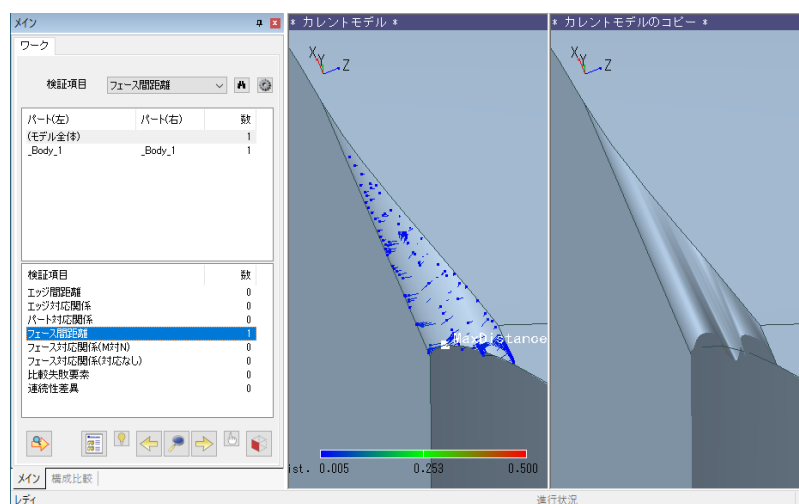 メイン
ワーク
検証項目 フェース間距離
パート(左) パート(右) 数
(モデル全体) 1
_Body_1 _Body_1 1
検証項目 数
エッジ間距離 0
エッジ対応関係 0
パート対応関係 0
フェース間距離 1
フェース対応関係(M対N) 0
フェース対応関係(対応なし) 0
比較失敗要素 0
連続性差異 0
メイン 構成比較
レディ
進行状況
* カレントモデル *
X Y Z
MaxDistance
ist. 0.005 0.253 0.500
* カレントモデルのコピー *
X Y Z